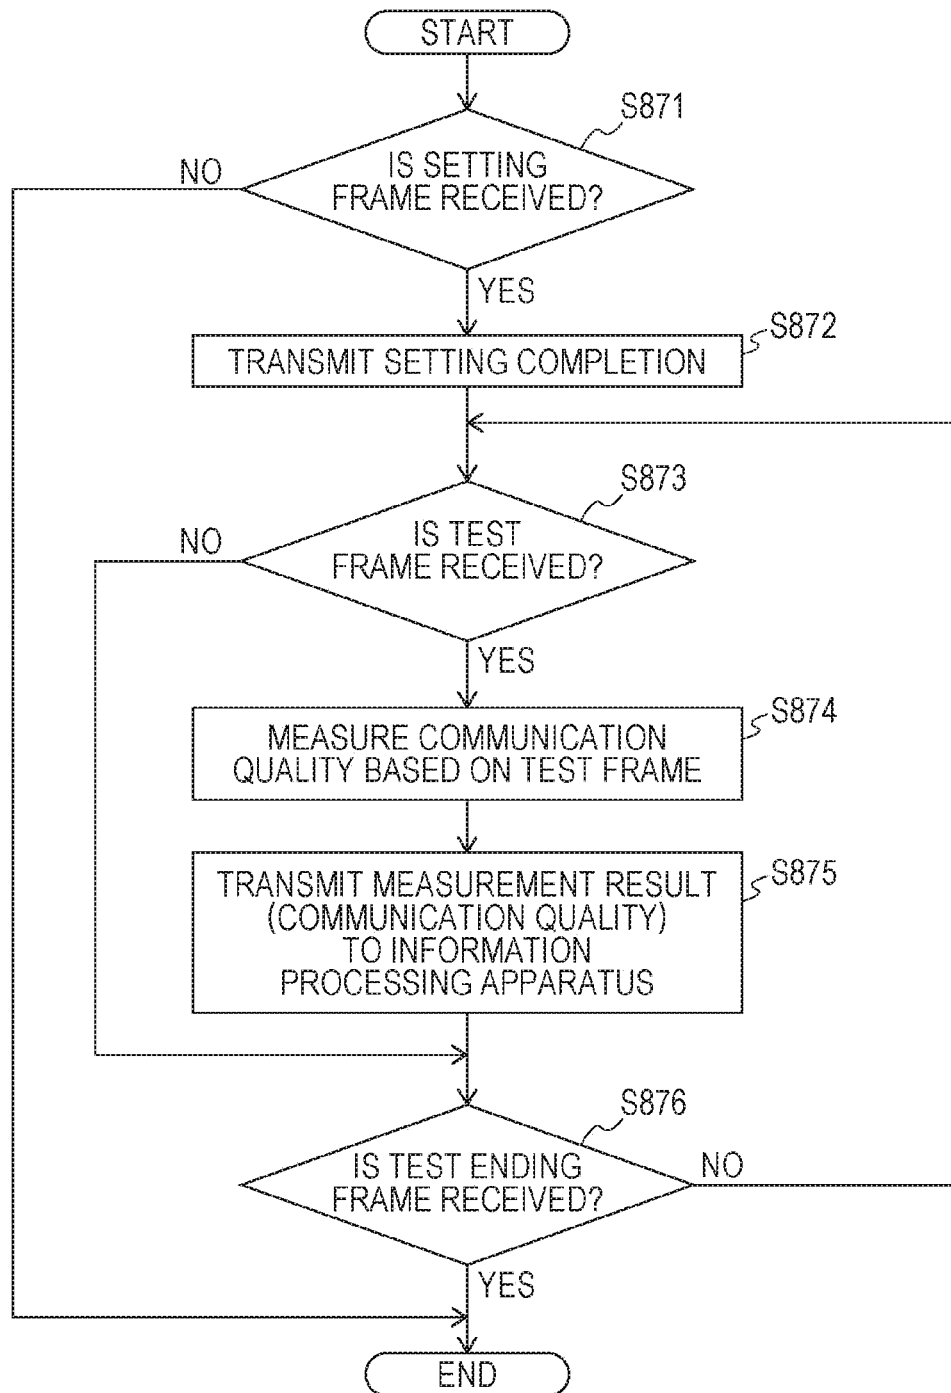 START
S871
IS SETTING
FRAME RECEIVED?
NO
YES
S872
TRANSMIT SETTING COMPLETION
S873
IS TEST
FRAME RECEIVED?
NO
YES
S874
MEASURE COMMUNICATION
QUALITY BASED ON TEST FRAME
S875
TRANSMIT MEASUREMENT RESULT
(COMMUNICATION QUALITY)
TO INFORMATION
PROCESSING APPARATUS
S876
IS TEST ENDING
FRAME RECEIVED?
NO
YES
END